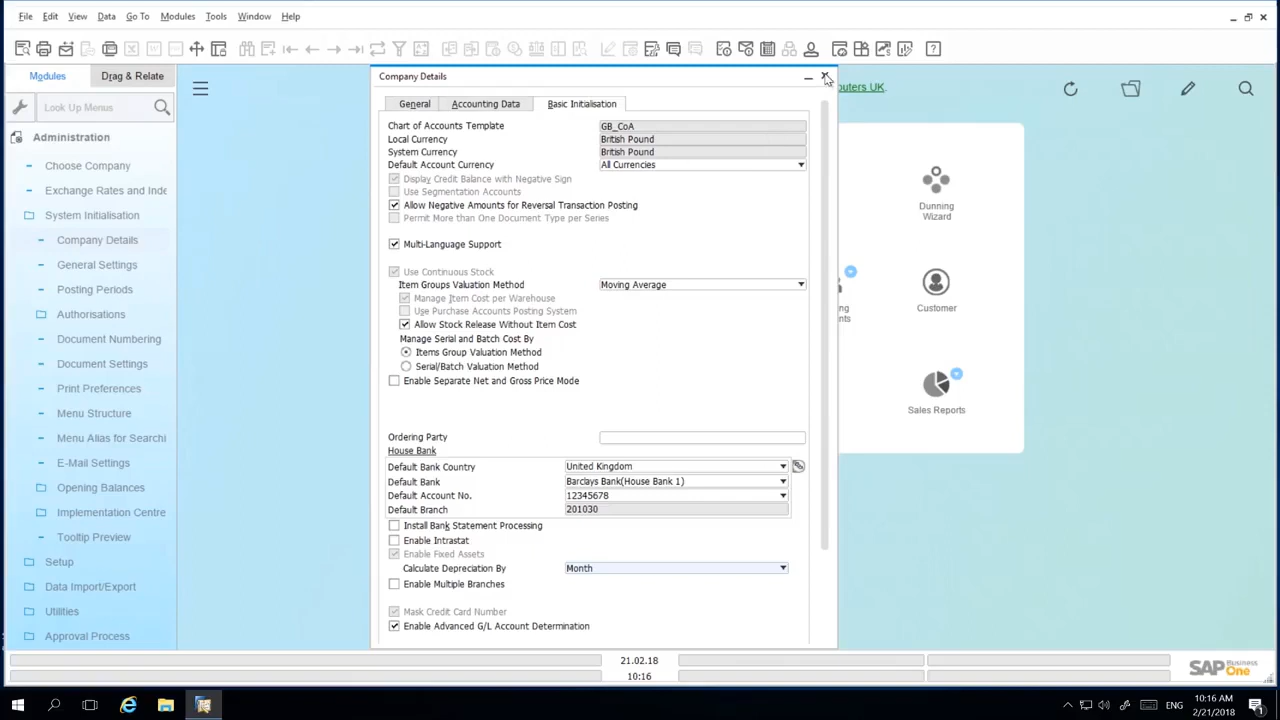 File Edit View Data Go To Modules Tools Window Help
Modules Drag & Relate
Look Up Menus
Administration
Choose Company
Exchange Rates and Inde
System Initialisation
Company Details
General Settings
Posting Periods
Authorisations
Document Numbering
Document Settings
Print Preferences
Menu Structure
Menu Alias for Searchi
E-Mail Settings
Opening Balances
Implementation Centre
Tooltip Preview
Setup
Data Import/Export
Utilities
Approval Process
Company Details
General Accounting Data Basic Initialisation
Chart of Accounts Template GB_CoA
Local Currency British Pound
System Currency British Pound
Default Account Currency All Currencies
Display Credit Balance with Negative Sign
Use Segmentation Accounts
Allow Negative Amounts for Reversal Transaction Posting
Permit More than One Document Type per Series
Multi-Language Support
Use Continuous Stock
Item Groups Valuation Method Moving Average
Manage Item Cost per Warehouse
Use Purchase Accounts Posting System
Allow Stock Release Without Item Cost
Manage Serial and Batch Cost By
Items Group Valuation Method
Serial/Batch Valuation Method
Enable Separate Net and Gross Price Mode
Ordering Party
House Bank
Default Bank Country United Kingdom
Default Bank Barclays Bank(House Bank 1)
Default Account No. 12345678
Default Branch 201030
Install Bank Statement Processing
Enable Intrastat
Enable Fixed Assets
Calculate Depreciation By Month
Enable Multiple Branches
Mask Credit Card Number
Enable Advanced G/L Account Determination
outers UK.
Dunning
Wizard
ng
nts
Customer
Sales Reports
21.02.18
10:16
SAP Business One
ENG
10:16 AM
2/21/2018
1